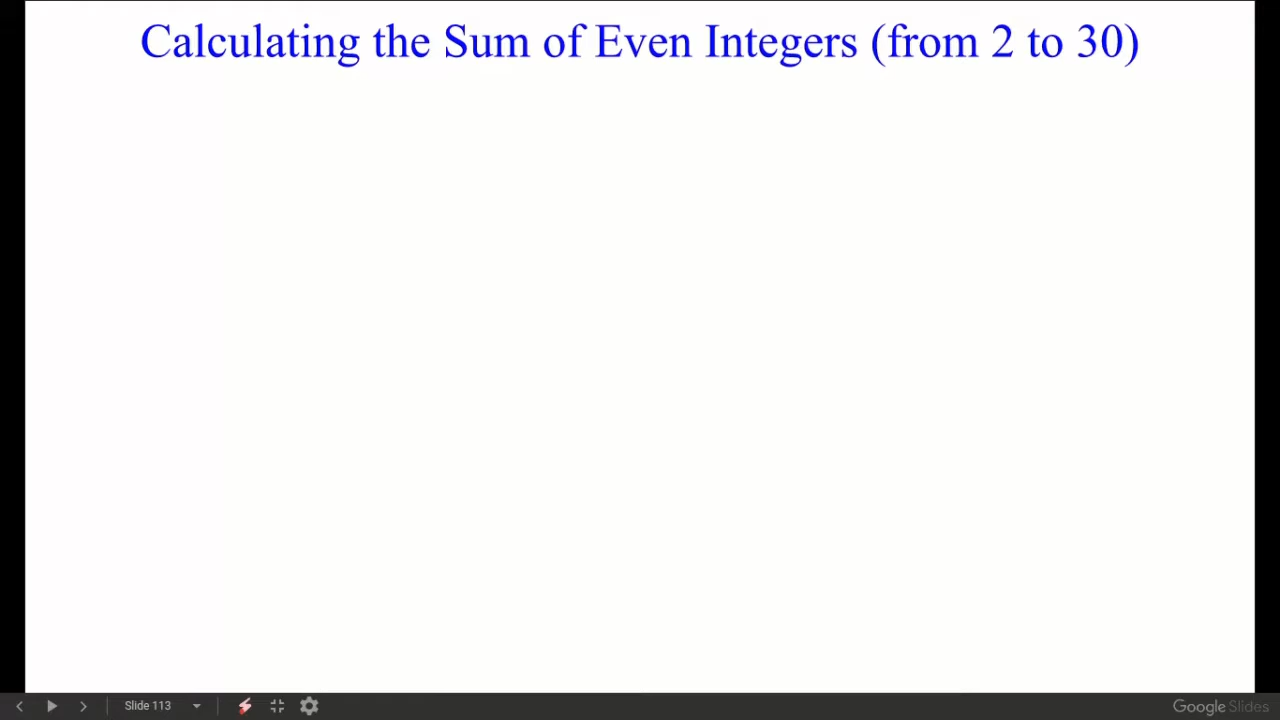 Calculating the Sum of Even Integers (from 2 to 30)
Slide 113
Google Slides